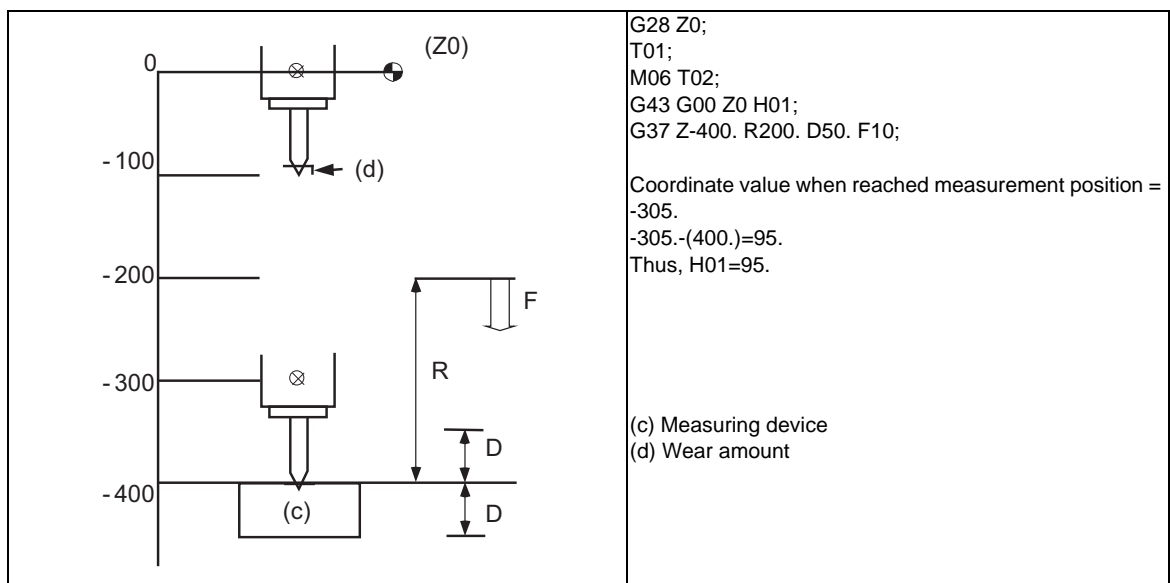 (Z0)
0
-100
(d)
-200
F
R
-300
D
-400
(c)
D
G28 Z0;
T01;
M06 T02;
G43 G00 Z0 H01;
G37 Z-400. R200. D50. F10;
Coordinate value when reached measurement position =
-305.
-305.-(400.)=95.
Thus, H01=95.
(c) Measuring device
(d) Wear amount